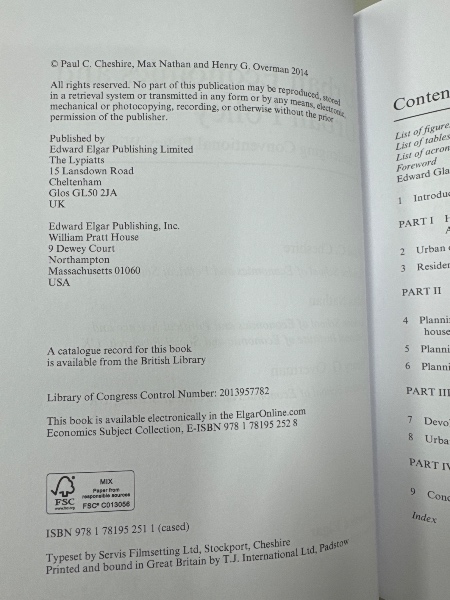 © Paul C. Cheshire, Max Nathan and Henry G. Overman 2014
All rights reserved. No part of this publication may be reproduced, stored
in a retrieval system or transmitted in any form or by any means, electronic,
mechanical or photocopying, recording, or otherwise without the prior
permission of the publisher.
Published by
Edward Elgar Publishing Limited
The Lypiatts
15 Lansdown Road
Cheltenham
Glos GL50 2JA
UK
Edward Elgar Publishing, Inc.
William Pratt House
9 Dewey Court
Northampton
Massachusetts 01060
USA
A catalogue record for this book
is available from the British Library
Library of Congress Control Number: 2013957782
This book is available electronically in the ElgarOnline.com
Economics Subject Collection, E-ISBN 978 1 78195 252 8
FSC
www.fsc.org
MIX
Paper from
responsible sources
FSC® C013056
ISBN 978 1 78195 251 1 (cased)
Typeset by Servis Filmsetting Ltd, Stockport, Cheshire
Printed and bound in Great Britain by T.J. International Ltd, Padstow
Conten
List of figure
List of tables
List of acron
Foreword
Edward Gla
1 Introduc
PART I H
A
2 Urban
3 Residen
PART II
4 Planni
house
5 Planni
6 Plann
PART III
7 Devo
8 Urba
PART IV
9 Conc
Index